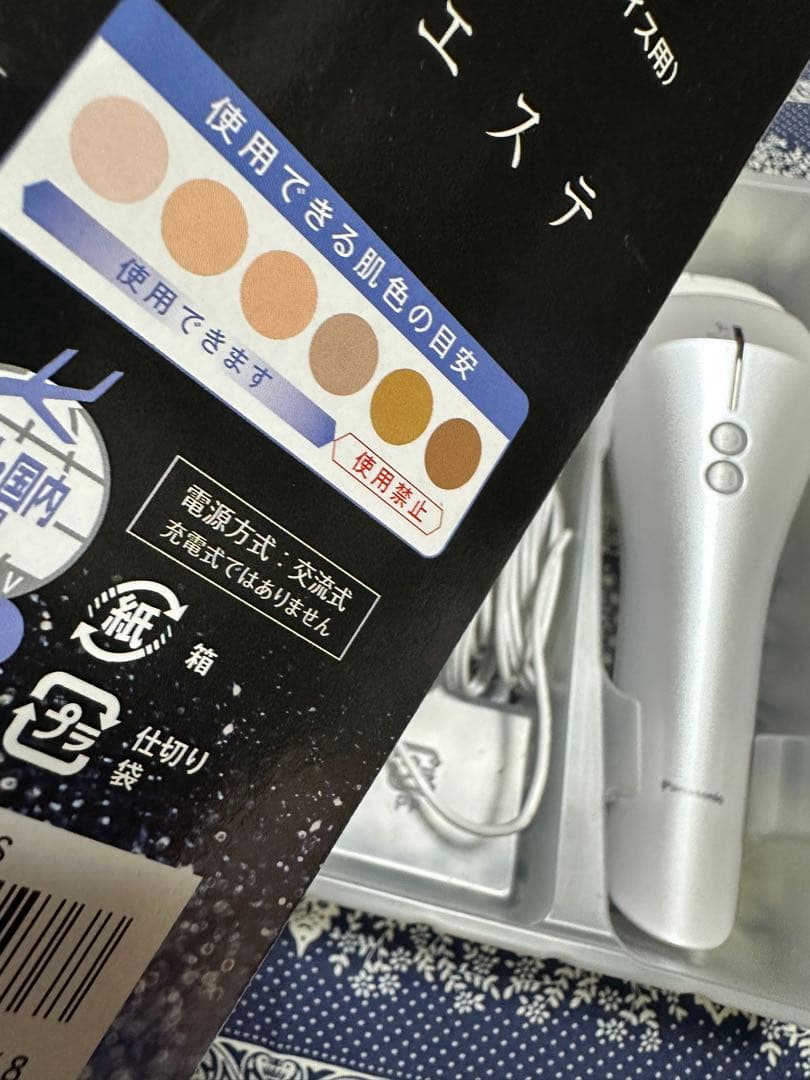 イス用)
エステ
使用できる肌色の目安
使用できます
使用禁止
国内
電源方式：交流式
充電式ではありません
紙
箱
プラ
仕切り
袋
Panasonic
S
8